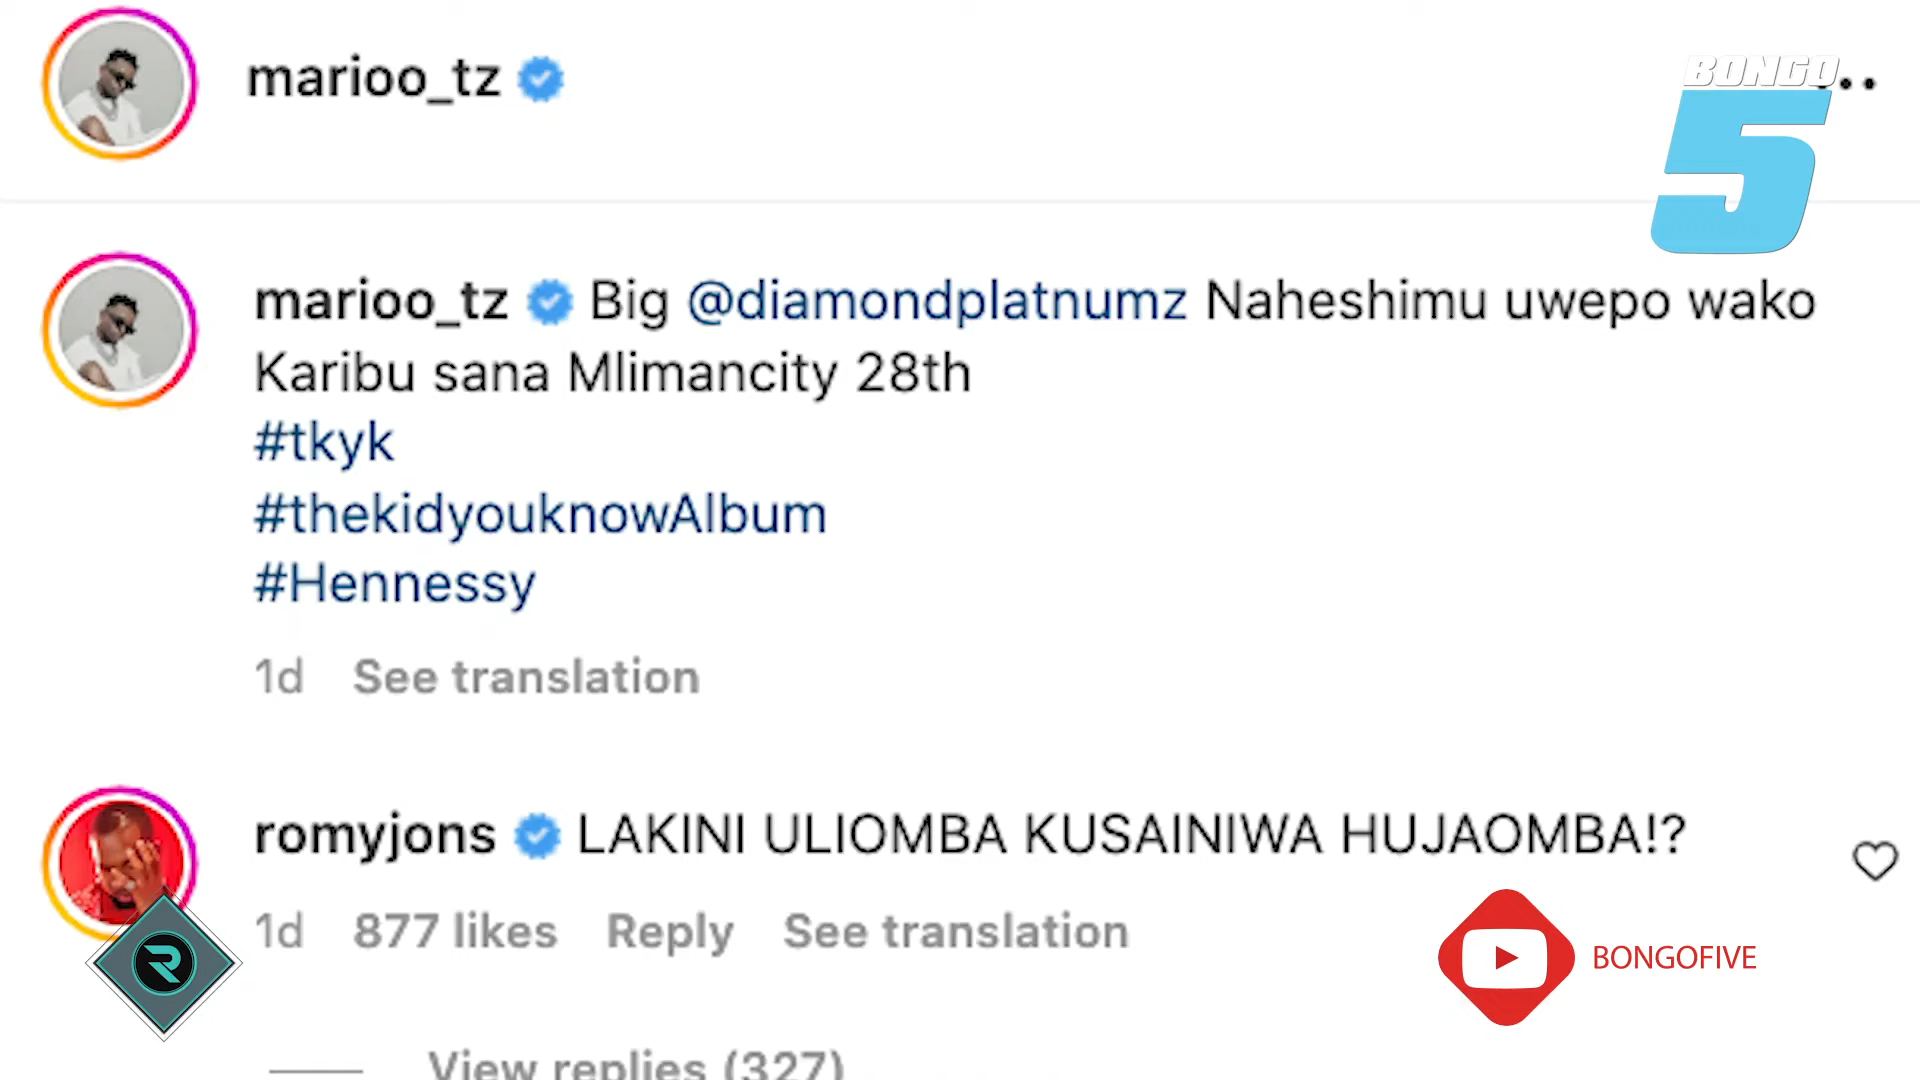 marioo_tz
BONGO
5
marioo_tz Big @diamondplatnumz Naheshimu uwepo wako
Karibu sana Mlimancity 28th
#tkyk
#thekidyouknowAlbum
#Hennessy
1d See translation
romyjons LAKINI ULIOMBA KUSAINIWA HUJAOMBA!?
1d 877 likes Reply See translation
BONGOFIVE
View replies (327)